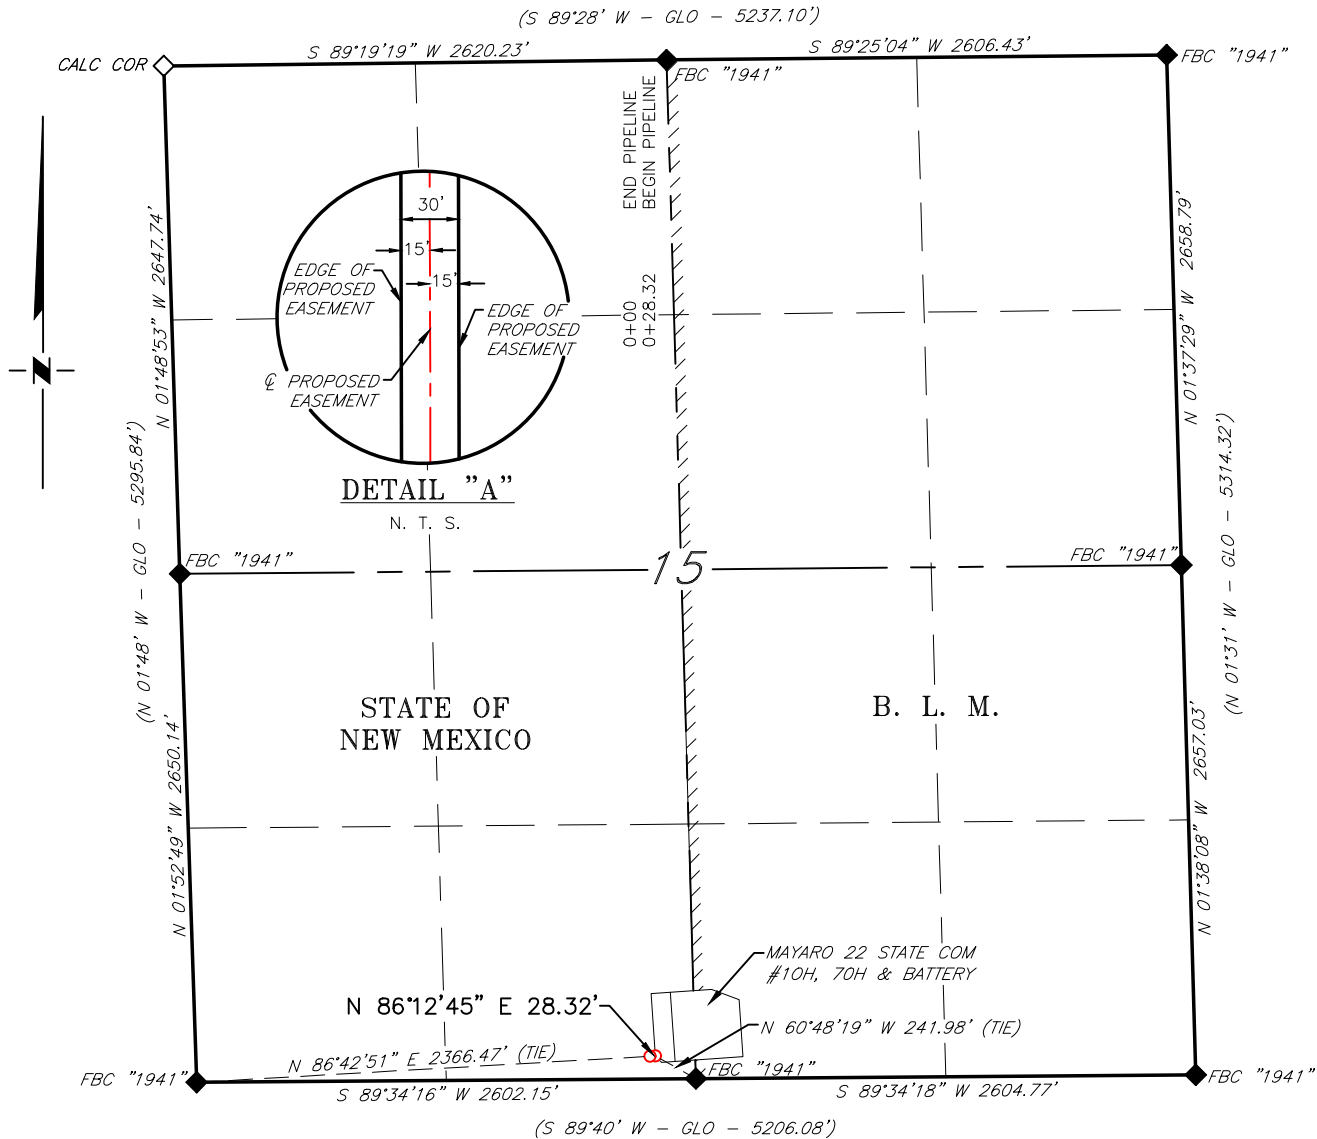 (S 89°28' W - GLO - 5237.10')
S 89°19'19" W 2620.23'
S 89°25'04" W 2606.43'
CALC COR
FBC "1941"
FBC "1941"
END PIPELINE
BEGIN PIPELINE
0+00
0+28.32
N 01°48'53" W 2647.74'
N 01°37'29" W 2658.79'
30'
15'
15'
EDGE OF
PROPOSED
EASEMENT
EDGE OF
PROPOSED
EASEMENT
℄ PROPOSED
EASEMENT
DETAIL "A"
N. T. S.
N
(N 01°48' W - GLO - 5295.84')
(N 01°31' W - GLO - 5314.32')
FBC "1941"
15
FBC "1941"
STATE OF
NEW MEXICO
B. L. M.
N 01°52'49" W 2650.14'
N 01°38'08" W 2657.03'
MAYARO 22 STATE COM
#10H, 70H & BATTERY
N 86°12'45" E 28.32'
N 60°48'19" W 241.98' (TIE)
N 86°42'51" E 2366.47' (TIE)
FBC "1941"
FBC "1941"
FBC "1941"
S 89°34'16" W 2602.15'
S 89°34'18" W 2604.77'
(S 89°40' W - GLO - 5206.08')